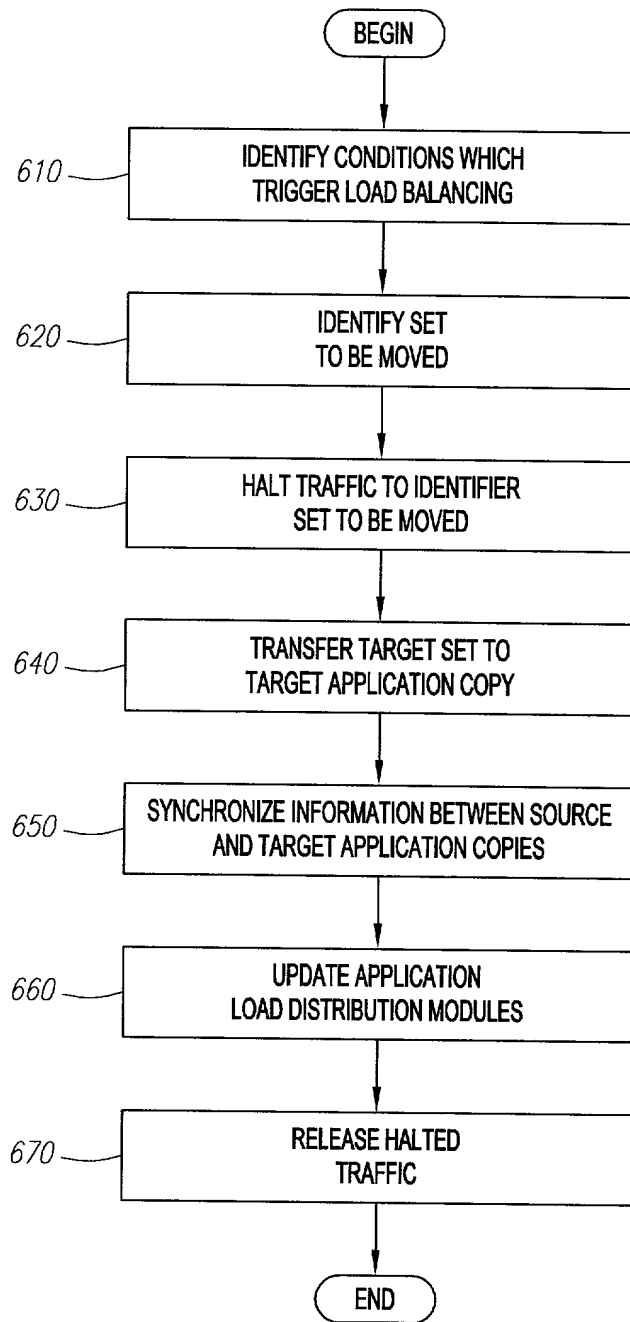 BEGIN
610
IDENTIFY CONDITIONS WHICH
TRIGGER LOAD BALANCING
620
IDENTIFY SET
TO BE MOVED
630
HALT TRAFFIC TO IDENTIFIER
SET TO BE MOVED
640
TRANSFER TARGET SET TO
TARGET APPLICATION COPY
650
SYNCHRONIZE INFORMATION BETWEEN SOURCE
AND TARGET APPLICATION COPIES
660
UPDATE APPLICATION
LOAD DISTRIBUTION MODULES
670
RELEASE HALTED
TRAFFIC
END